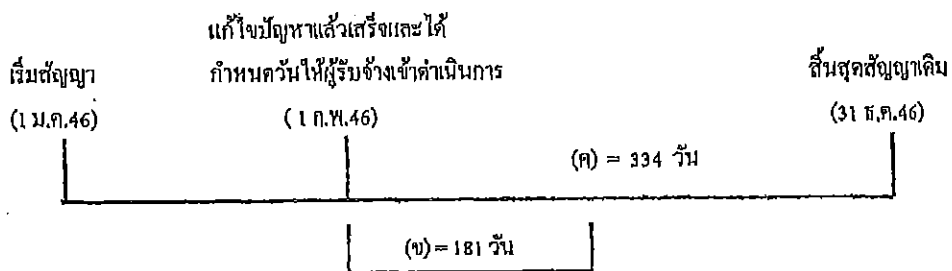 แก้ไขปัญหาแล้วเสร็จและได้
เริ่มสัญญา กำหนดวันให้ผู้รับจ้างเข้าดำเนินการ สิ้นสุดสัญญาเดิม
(1 ม.ค.46) (1 ก.พ.46) (31 ธ.ค.46)
(ค) = 334 วัน
(ข) = 181 วัน